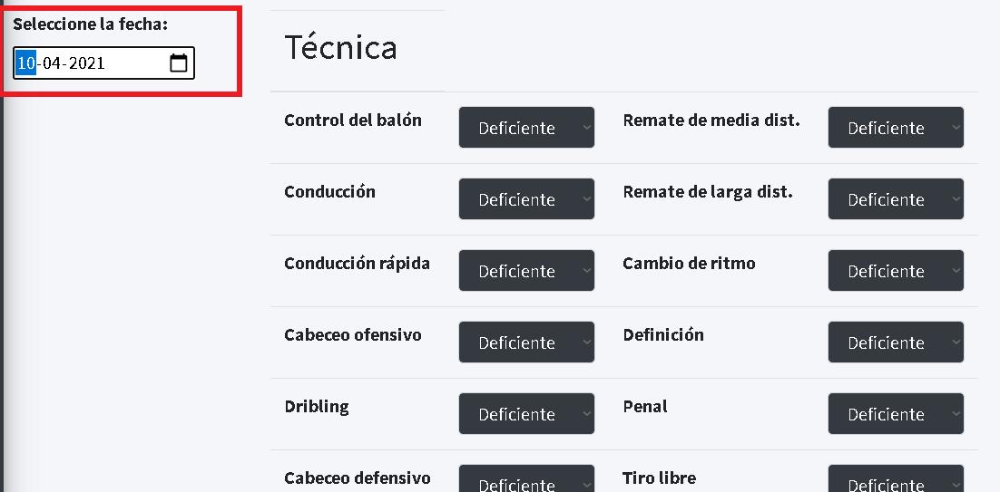 Seleccione la fecha:
10-04-2021
Técnica
Control del balón Deficiente Remate de media dist. Deficiente
Conducción Deficiente Remate de larga dist. Deficiente
Conducción rápida Deficiente Cambio de ritmo Deficiente
Cabeceo ofensivo Deficiente Definición Deficiente
Dribling Deficiente Penal Deficiente
Cabeceo defensivo Deficiente Tiro libre Deficiente